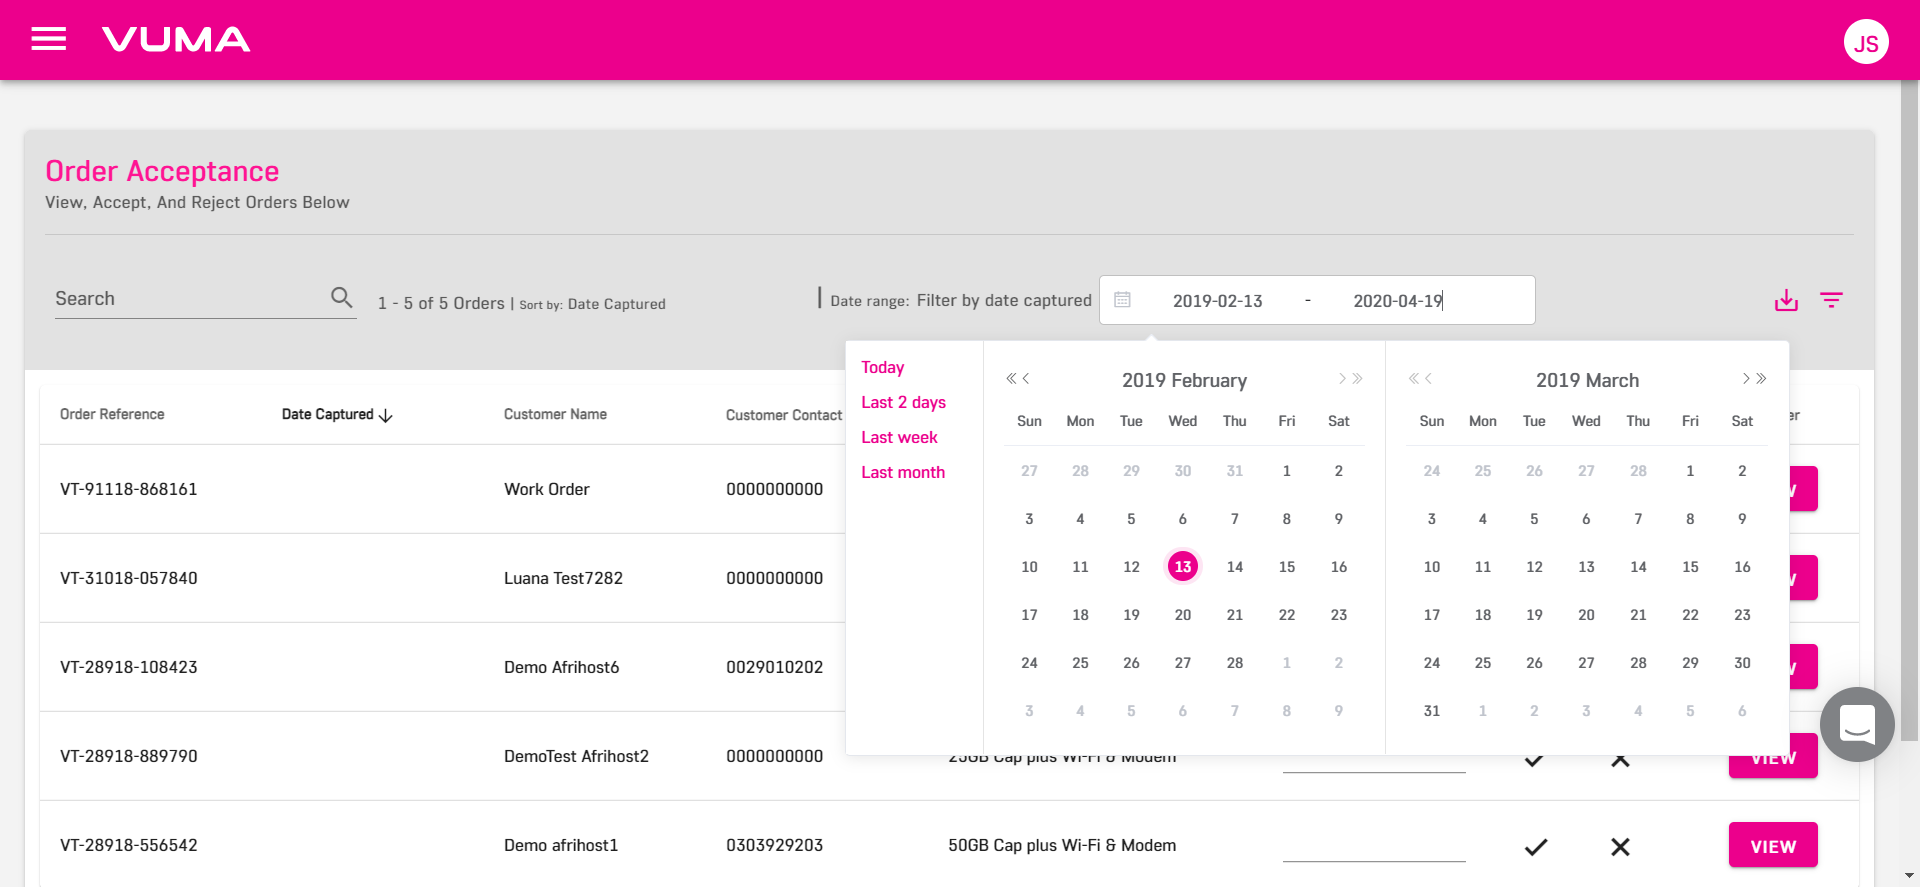 VUMA
JS
Order Acceptance
View, Accept, And Reject Orders Below
Search
1 - 5 of 5 Orders | Sort by: Date Captured
Date range: Filter by date captured
2019-02-13 - 2020-04-19
Today
Last 2 days
Last week
Last month
2019 February
Sun Mon Tue Wed Thu Fri Sat
27 28 29 30 31 1 2
3 4 5 6 7 8 9
10 11 12 13 14 15 16
17 18 19 20 21 22 23
24 25 26 27 28 1 2
3 4 5 6 7 8 9
2019 March
Sun Mon Tue Wed Thu Fri Sat
24 25 26 27 28 1 2
3 4 5 6 7 8 9
10 11 12 13 14 15 16
17 18 19 20 21 22 23
24 25 26 27 28 29 30
31 1 2 3 4 5 6
Order Reference Date Captured Customer Name Customer Contact
VT-91118-868161 Work Order 0000000000
VT-31018-057840 Luana Test7282 0000000000
VT-28918-108423 Demo Afrihost6 0029010202
VT-28918-889790 DemoTest Afrihost2 0000000000 25GB Cap plus Wi-Fi & Modem VIEW
VT-28918-556542 Demo afrihost1 0303929203 50GB Cap plus Wi-Fi & Modem VIEW